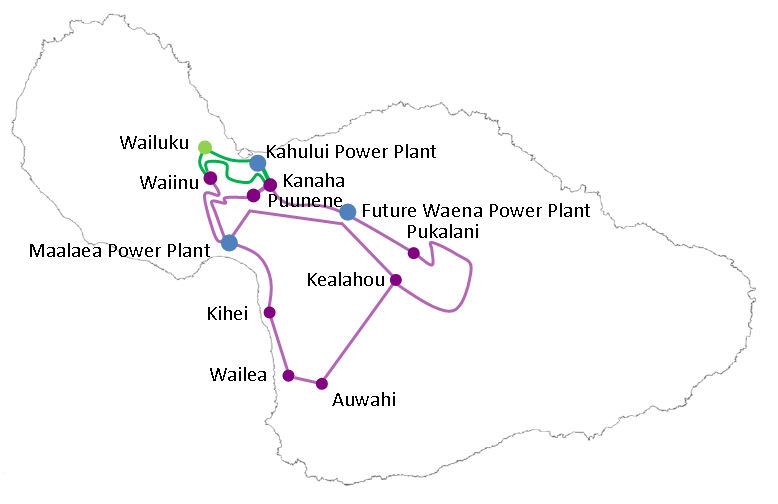 Wailuku
Kahului Power Plant
Waiinu
Kanaha
Puunene
Future Waena Power Plant
Pukalani
Maalaea Power Plant
Kealahou
Kihei
Wailea
Auwahi